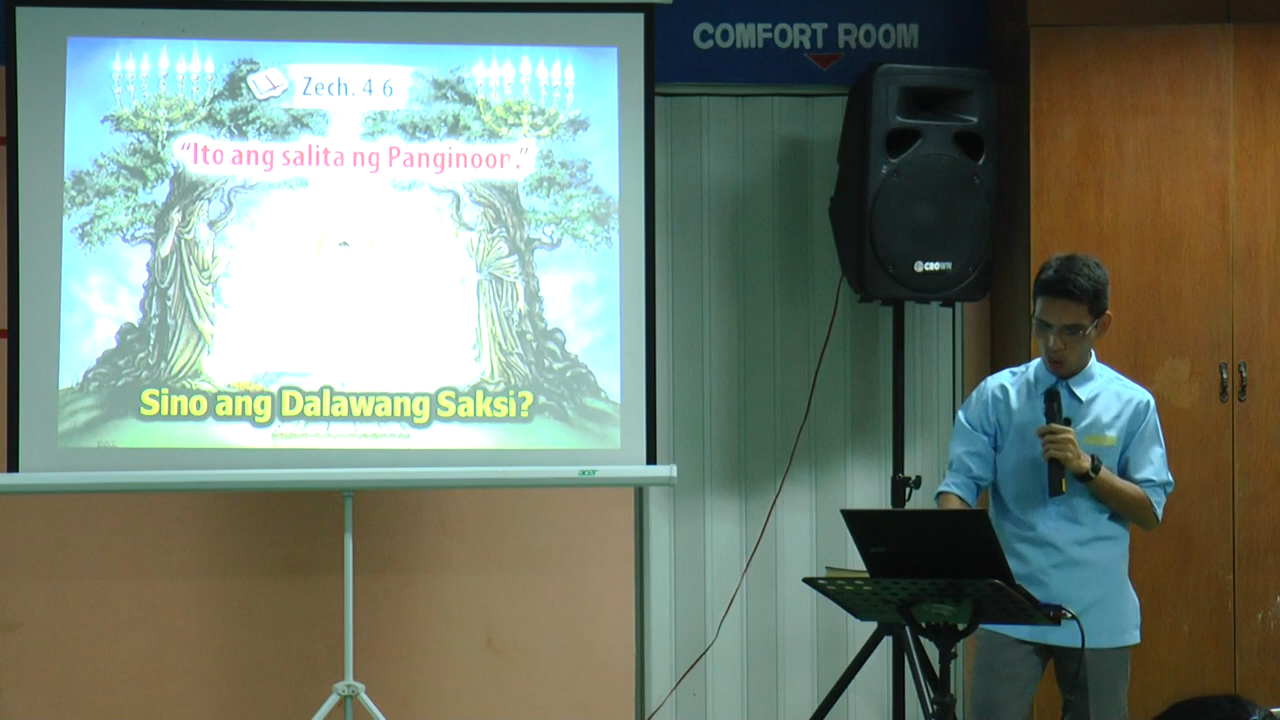 COMFORT ROOM
Zech. 4 6
“Ito ang salita ng Panginoon.”
Sino ang Dalawang Saksi?
acer
CROWN